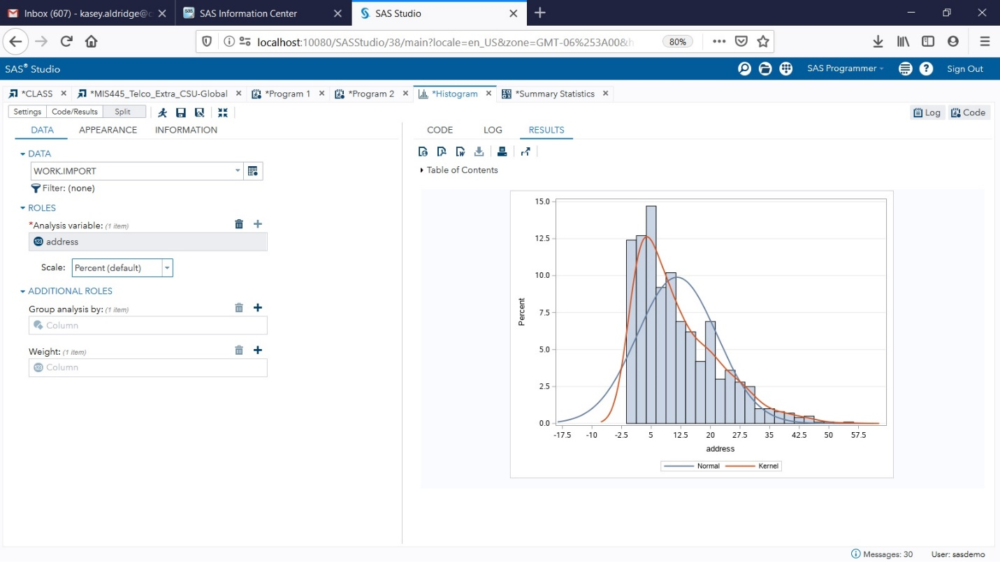 Inbox (607) - kasey.aldridge@c
SAS Information Center
SAS Studio
localhost:10080/SASStudio/38/main?locale=en_US&zone=GMT-06%253A00&h
80%
SAS® Studio
SAS Programmer
Sign Out
*CLASS
*MIS445_Telco_Extra_CSU-Global
*Program 1
*Program 2
*Histogram
*Summary Statistics
Settings
Code/Results
Split
Log
Code
DATA
APPEARANCE
INFORMATION
DATA
WORK.IMPORT
Filter: (none)
ROLES
*Analysis variable: (1 item)
123 address
Scale: Percent (default)
ADDITIONAL ROLES
Group analysis by: (1 item)
Column
Weight: (1 item)
123 Column
CODE
LOG
RESULTS
Table of Contents
15.0
12.5
10.0
7.5
5.0
2.5
0.0
Percent
-17.5 -10 -2.5 5 12.5 20 27.5 35 42.5 50 57.5
address
Normal Kernel
Messages: 30
User: sasdemo